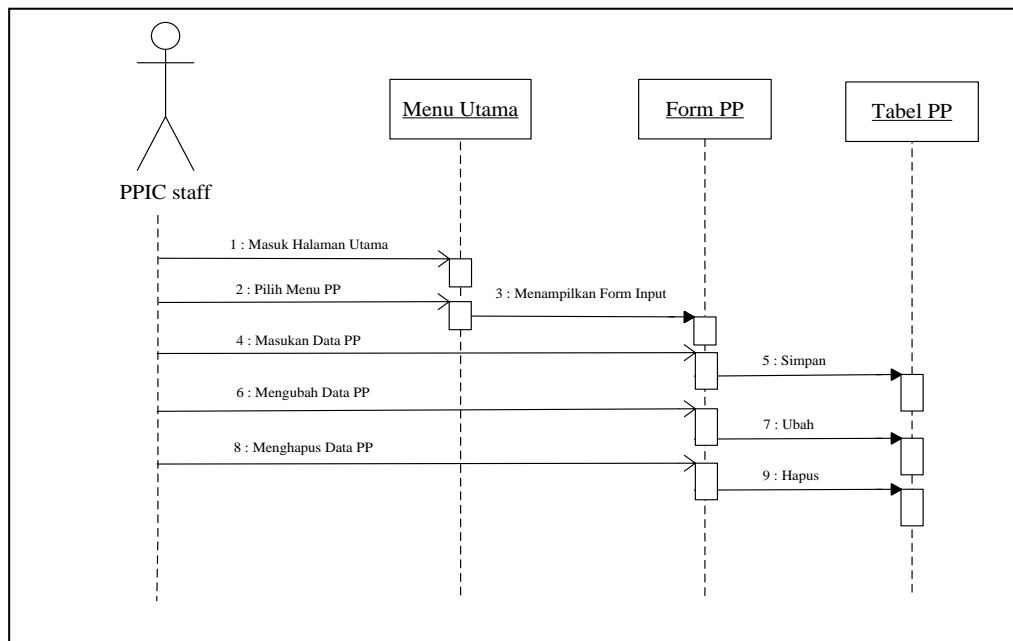 Menu Utama
Form PP
Tabel PP
PPIC staff
1 : Masuk Halaman Utama
2 : Pilih Menu PP
3 : Menampilkan Form Input
4 : Masukan Data PP
5 : Simpan
6 : Mengubah Data PP
7 : Ubah
8 : Menghapus Data PP
9 : Hapus